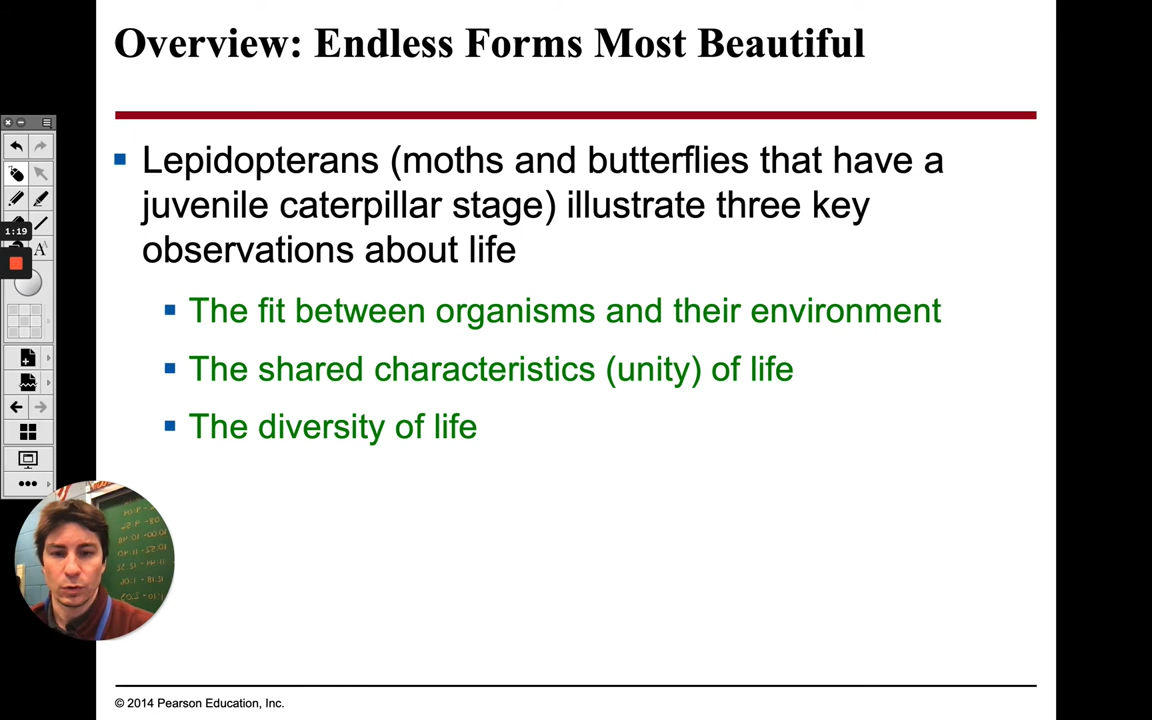 Overview: Endless Forms Most Beautiful
Lepidopterans (moths and butterflies that have a
juvenile caterpillar stage) illustrate three key
observations about life
The fit between organisms and their environment
The shared characteristics (unity) of life
The diversity of life
1:19
A
© 2014 Pearson Education, Inc.